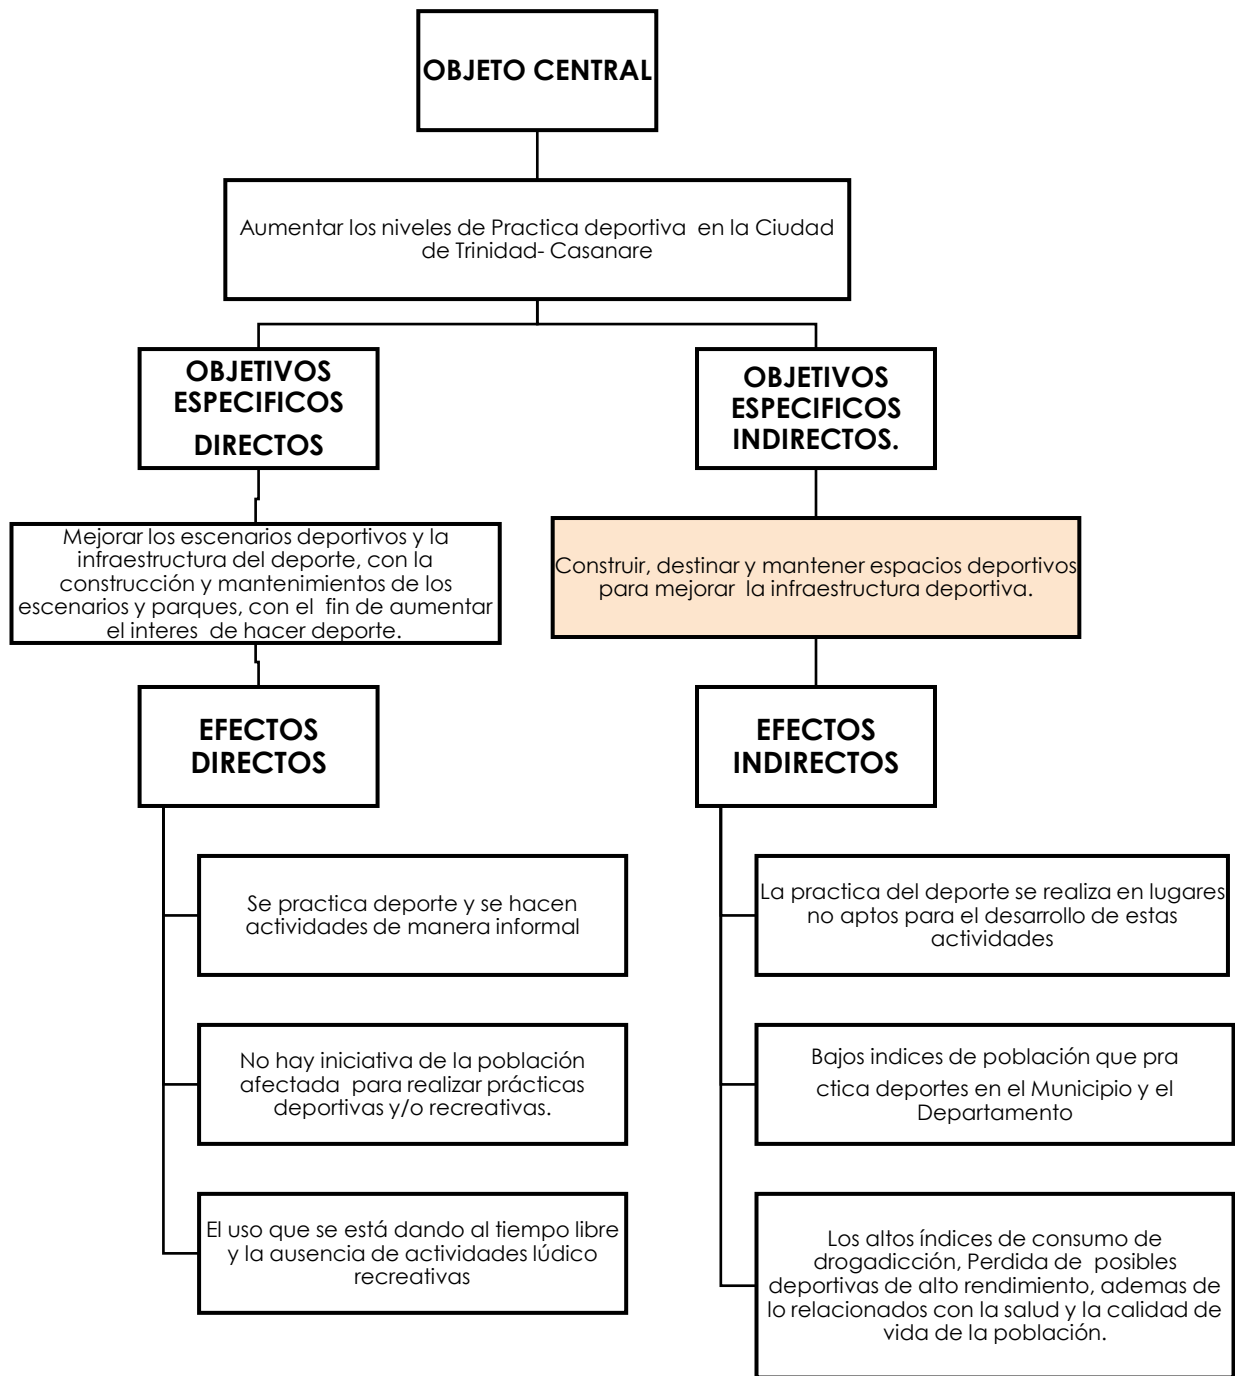 OBJETO CENTRAL
Aumentar los niveles de Practica deportiva en la Ciudad
de Trinidad- Casanare
OBJETIVOS
ESPECIFICOS
DIRECTOS
Mejorar los escenarios deportivos y la
infraestructura del deporte, con la
construcción y mantenimientos de los
escenarios y parques, con el fin de aumentar
el interes de hacer deporte.
EFECTOS
DIRECTOS
Se practica deporte y se hacen
actividades de manera informal
No hay iniciativa de la población
afectada para realizar prácticas
deportivas y/o recreativas.
El uso que se está dando al tiempo libre
y la ausencia de actividades lúdico
recreativas
OBJETIVOS
ESPECIFICOS
INDIRECTOS.
Construir, destinar y mantener espacios deportivos
para mejorar la infraestructura deportiva.
EFECTOS
INDIRECTOS
La practica del deporte se realiza en lugares
no aptos para el desarrollo de estas
actividades
Bajos indices de población que pra
ctica deportes en el Municipio y el
Departamento
Los altos índices de consumo de
drogadicción, Perdida de posibles
deportivas de alto rendimiento, ademas de
lo relacionados con la salud y la calidad de
vida de la población.